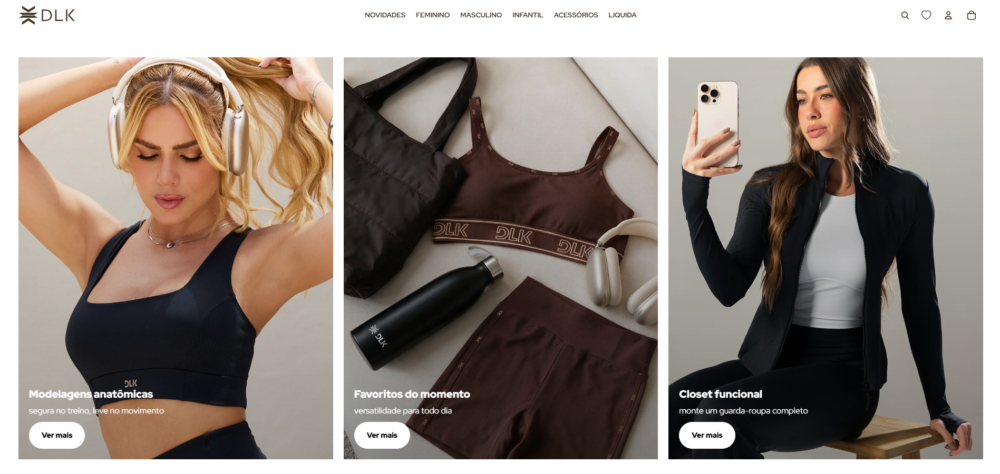 DLK
NOVIDADES FEMININO MASCULINO INFANTIL ACESSÓRIOS LIQUIDA
DLK
Modelagens anatômicas
segura no treino, leve no movimento
Ver mais
DLK DLK DLK
DLK
Favoritos do momento
versatilidade para todo dia
Ver mais
Closet funcional
monte um guarda-roupa completo
Ver mais